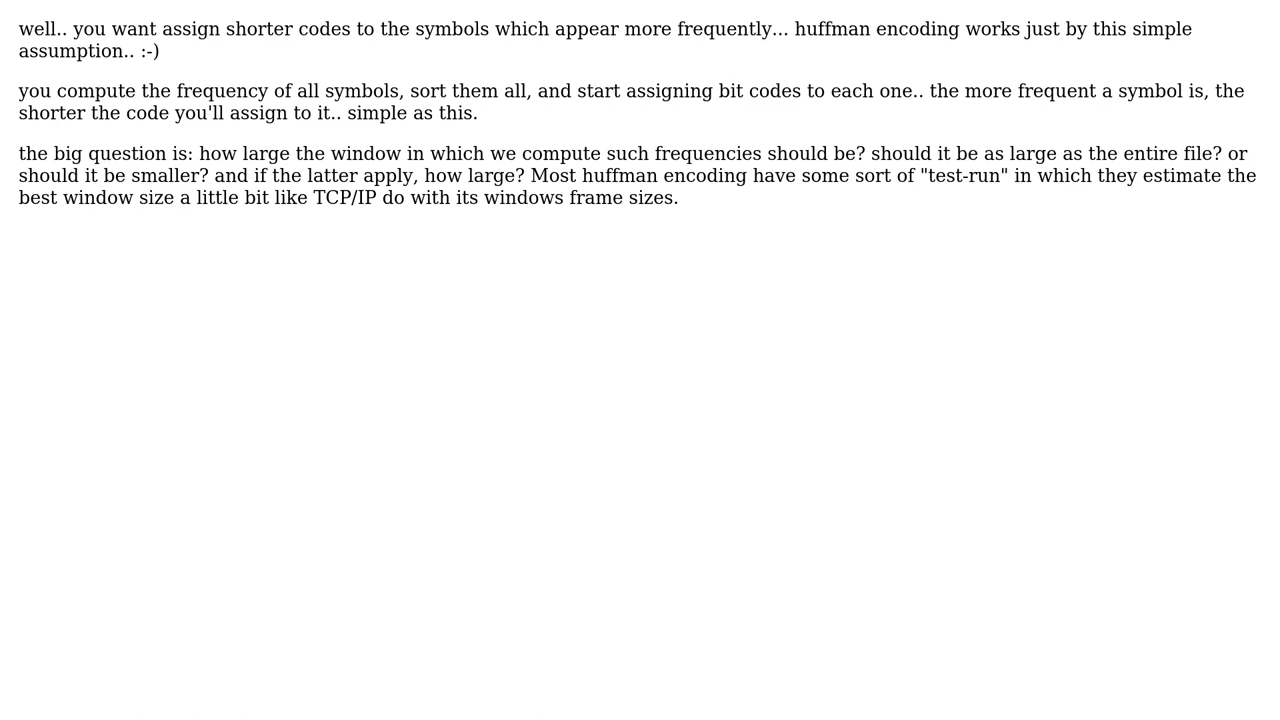 well.. you want assign shorter codes to the symbols which appear more frequently... huffman encoding works just by this simple
assumption.. :-)
you compute the frequency of all symbols, sort them all, and start assigning bit codes to each one.. the more frequent a symbol is, the
shorter the code you'll assign to it.. simple as this.
the big question is: how large the window in which we compute such frequencies should be? should it be as large as the entire file? or
should it be smaller? and if the latter apply, how large? Most huffman encoding have some sort of "test-run" in which they estimate the
best window size a little bit like TCP/IP do with its windows frame sizes.